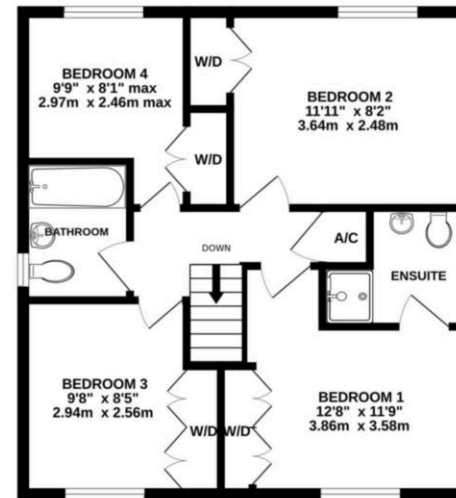 BEDROOM 4
9'9" x 8'1" max
2.97m x 2.46m max
W/D
BEDROOM 2
11'11" x 8'2"
3.64m x 2.48m
W/D
BATHROOM
DOWN
A/C
ENSUITE
BEDROOM 3
9'8" x 8'5"
2.94m x 2.56m
W/D
W/D
BEDROOM 1
12'8" x 11'9"
3.86m x 3.58m